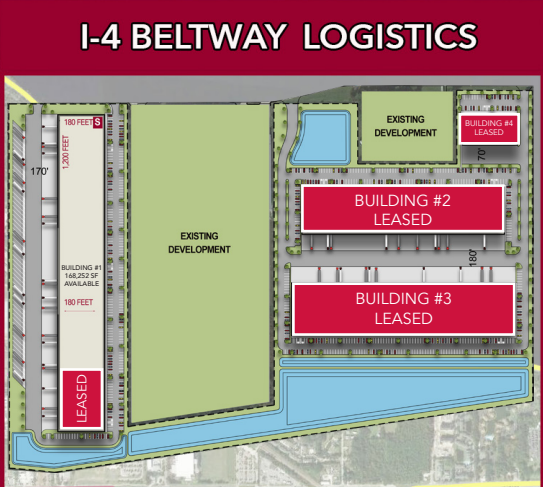 I-4 BELTWAY LOGISTICS
180 FEET
S
1,200 FEET
170'
BUILDING #1
168,252 SF
AVAILABLE
180 FEET
LEASED
EXISTING
DEVELOPMENT
EXISTING
DEVELOPMENT
BUILDING #4
LEASED
70'
BUILDING #2
LEASED
180'
BUILDING #3
LEASED